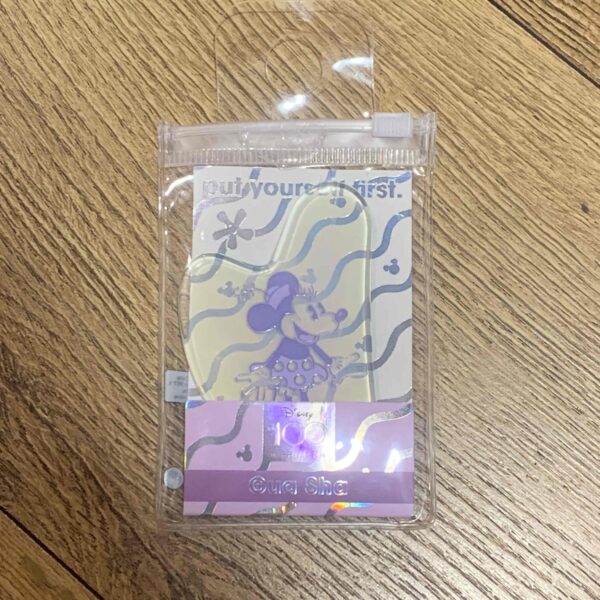 put yourself first.
Disney
100
Gua Sha